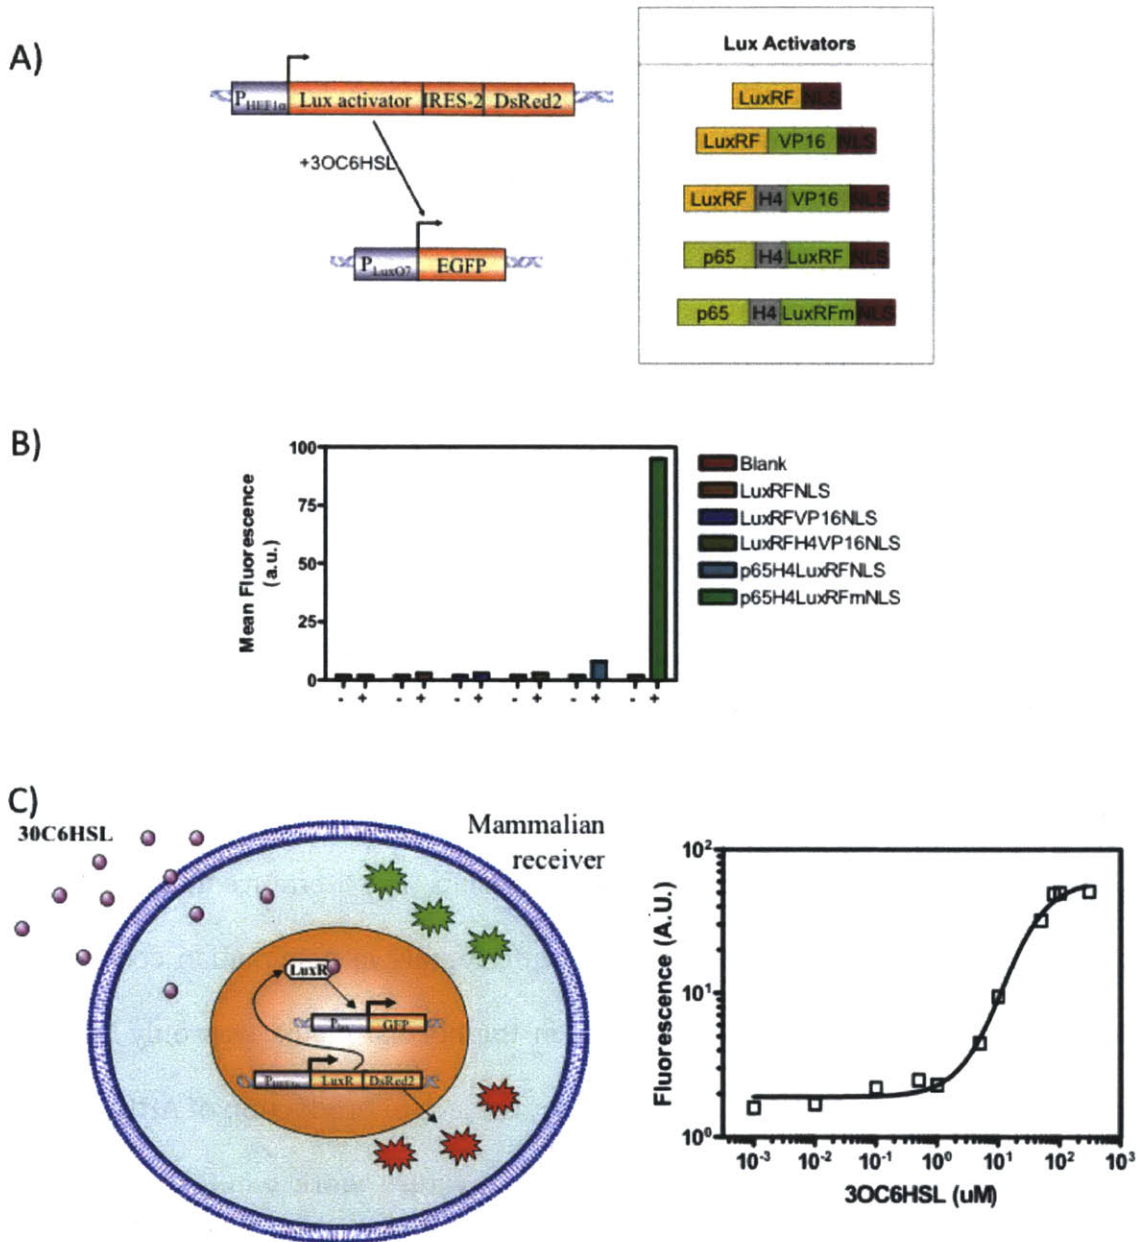 A)
P_HEF1α Lux activator IRES-2 DsRed2
+3OC6HSL
P_LuxO7 EGFP
Lux Activators
LuxRF NLS
LuxRF VP16 NLS
LuxRF H4 VP16 NLS
p65 H4 LuxRF NLS
p65 H4 LuxRFm NLS
B)
Mean Fluorescence
(a.u.)
100
75
50
25
0
- + - + - + - + - + - +
Blank
LuxRFNLS
LuxRFVP16NLS
LuxRFH4VP16NLS
p65H4LuxRFNLS
p65H4LuxRFmNLS
C)
30C6HSL
Mammalian
receiver
LuxR
GFP
LuxR DsRed2
Fluorescence (A.U.)
10²
10¹
10⁰
10⁻³ 10⁻² 10⁻¹ 10⁰ 10¹ 10² 10³
3OC6HSL (uM)